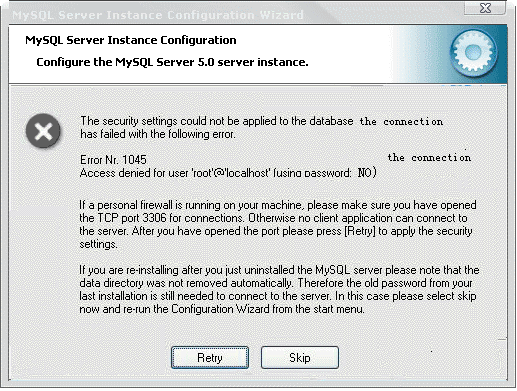 MySQL Server Instance Configuration Wizard
MySQL Server Instance Configuration
Configure the MySQL Server 5.0 server instance.
The security settings could not be applied to the database the connection
has failed with the following error.
Error Nr. 1045 the connection
Access denied for user 'root'@'localhost' (using password: NO)
If a personal firewall is running on your machine, please make sure you have opened
the TCP port 3306 for connections. Otherwise no client application can connect to
the server. After you have opened the port please press [Retry] to apply the security
settings.
If you are re-installing after you just uninstalled the MySQL server please note that the
data directory was not removed automatically. Therefore the old password from your
last installation is still needed to connect to the server. In this case please select skip
now and re-run the Configuration Wizard from the start menu.
Retry Skip